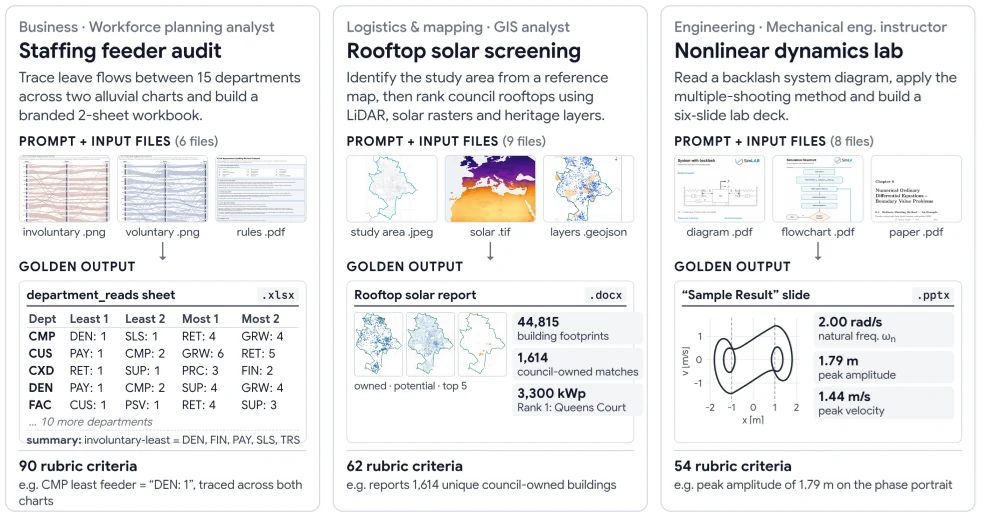 Business · Workforce planning analyst
Staffing feeder audit
Trace leave flows between 15 departments
across two alluvial charts and build a
branded 2-sheet workbook.
PROMPT + INPUT FILES (6 files)
involuntary .png
voluntary .png
rules .pdf
GOLDEN OUTPUT
department_reads sheet
.xlsx
Dept Least 1 Least 2 Most 1 Most 2
CMP DEN: 1 SLS: 1 RET: 4 GRW: 4
CUS PAY: 1 CMP: 2 GRW: 6 RET: 5
CXD RET: 1 SUP: 1 PRC: 3 FIN: 2
DEN PAY: 1 CMP: 2 SUP: 4 GRW: 4
FAC CUS: 1 PSV: 1 RET: 4 SUP: 3
... 10 more departments
summary: involuntary-least = DEN, FIN, PAY, SLS, TRS
90 rubric criteria
e.g. CMP least feeder = “DEN: 1”, traced across both
charts
Logistics & mapping · GIS analyst
Rooftop solar screening
Identify the study area from a reference
map, then rank council rooftops using
LiDAR, solar rasters and heritage layers.
PROMPT + INPUT FILES (9 files)
study area .jpeg
solar .tif
layers .geojson
GOLDEN OUTPUT
Rooftop solar report
.docx
owned · potential · top 5
44,815
building footprints
1,614
council-owned matches
3,300 kWp
Rank 1: Queens Court
62 rubric criteria
e.g. reports 1,614 unique council-owned buildings
Engineering · Mechanical eng. instructor
Nonlinear dynamics lab
Read a backlash system diagram, apply the
multiple-shooting method and build a
six-slide lab deck.
PROMPT + INPUT FILES (8 files)
System with backlash
Simulation flowchart
Chapter 6
Numerical Ordinary
Differential Equations –
Boundary Value Problems
diagram .pdf
flowchart .pdf
paper .pdf
GOLDEN OUTPUT
“Sample Result” slide
.pptx
v [m/s]
1
0
-1
-2 -1 0 1 2
x [m]
2.00 rad/s
natural freq. ωn
1.79 m
peak amplitude
1.44 m/s
peak velocity
54 rubric criteria
e.g. peak amplitude of 1.79 m on the phase portrait